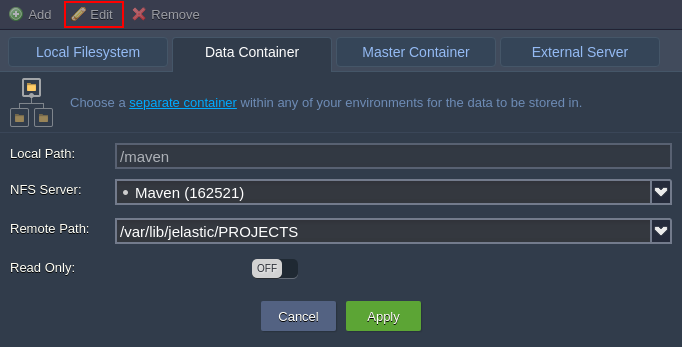 Add Edit Remove
Local Filesystem Data Container Master Container External Server
Choose a separate container within any of your environments for the data to be stored in.
Local Path: /maven
NFS Server: Maven (162521)
Remote Path: /var/lib/jelastic/PROJECTS
Read Only: OFF
Cancel Apply